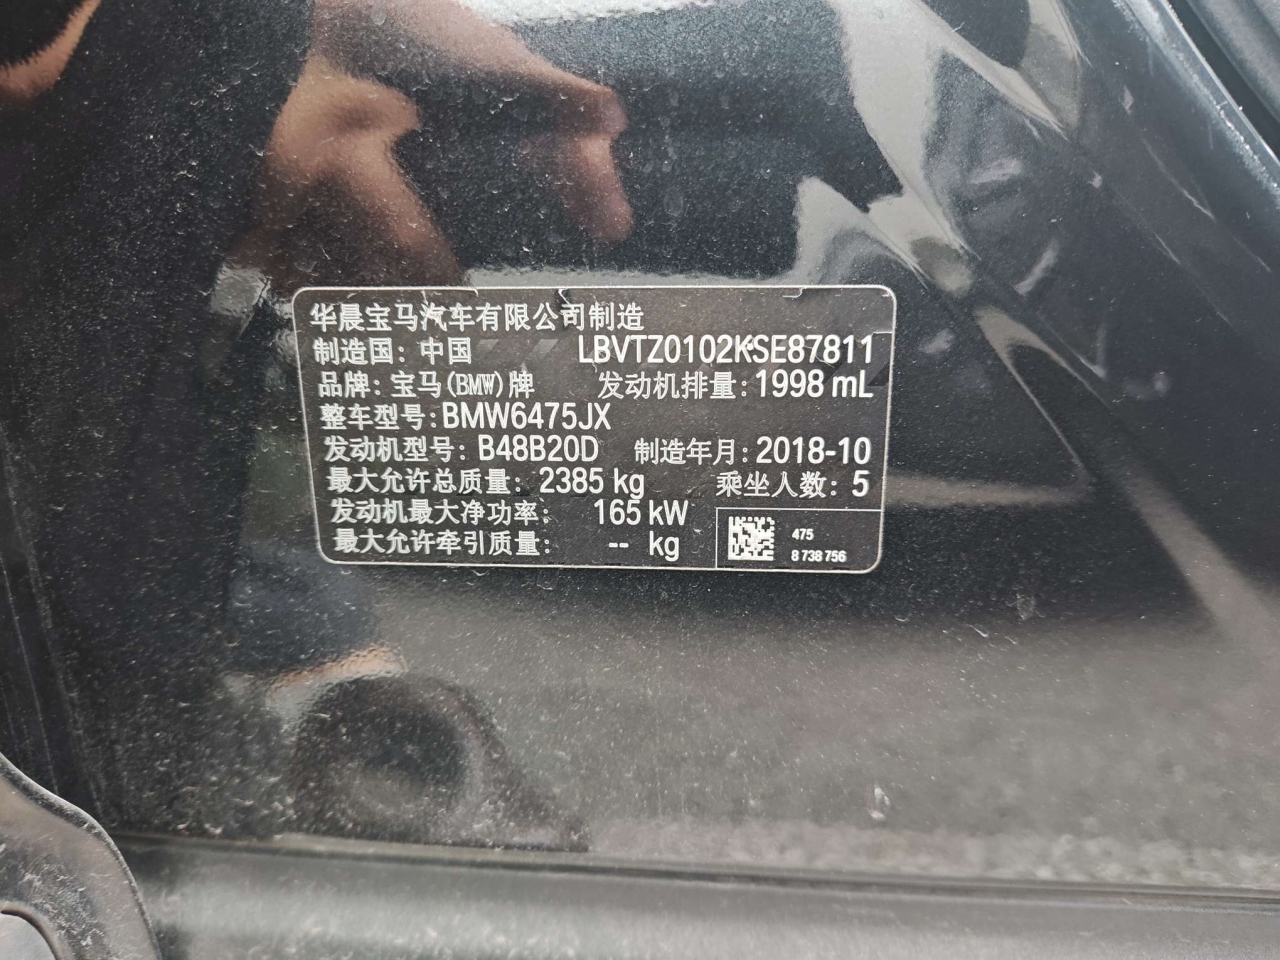 华晨宝马汽车有限公司制造
制造国：中国 LBVTZ0102KSE87811
品牌：宝马(BMW)牌 发动机排量：1998 mL
整车型号：BMW6475JX
发动机型号：B48B20D 制造年月：2018-10
最大允许总质量：2385 kg 乘坐人数：5
发动机最大净功率：165 kW
最大允许牵引质量：-- kg
475
8 738 756